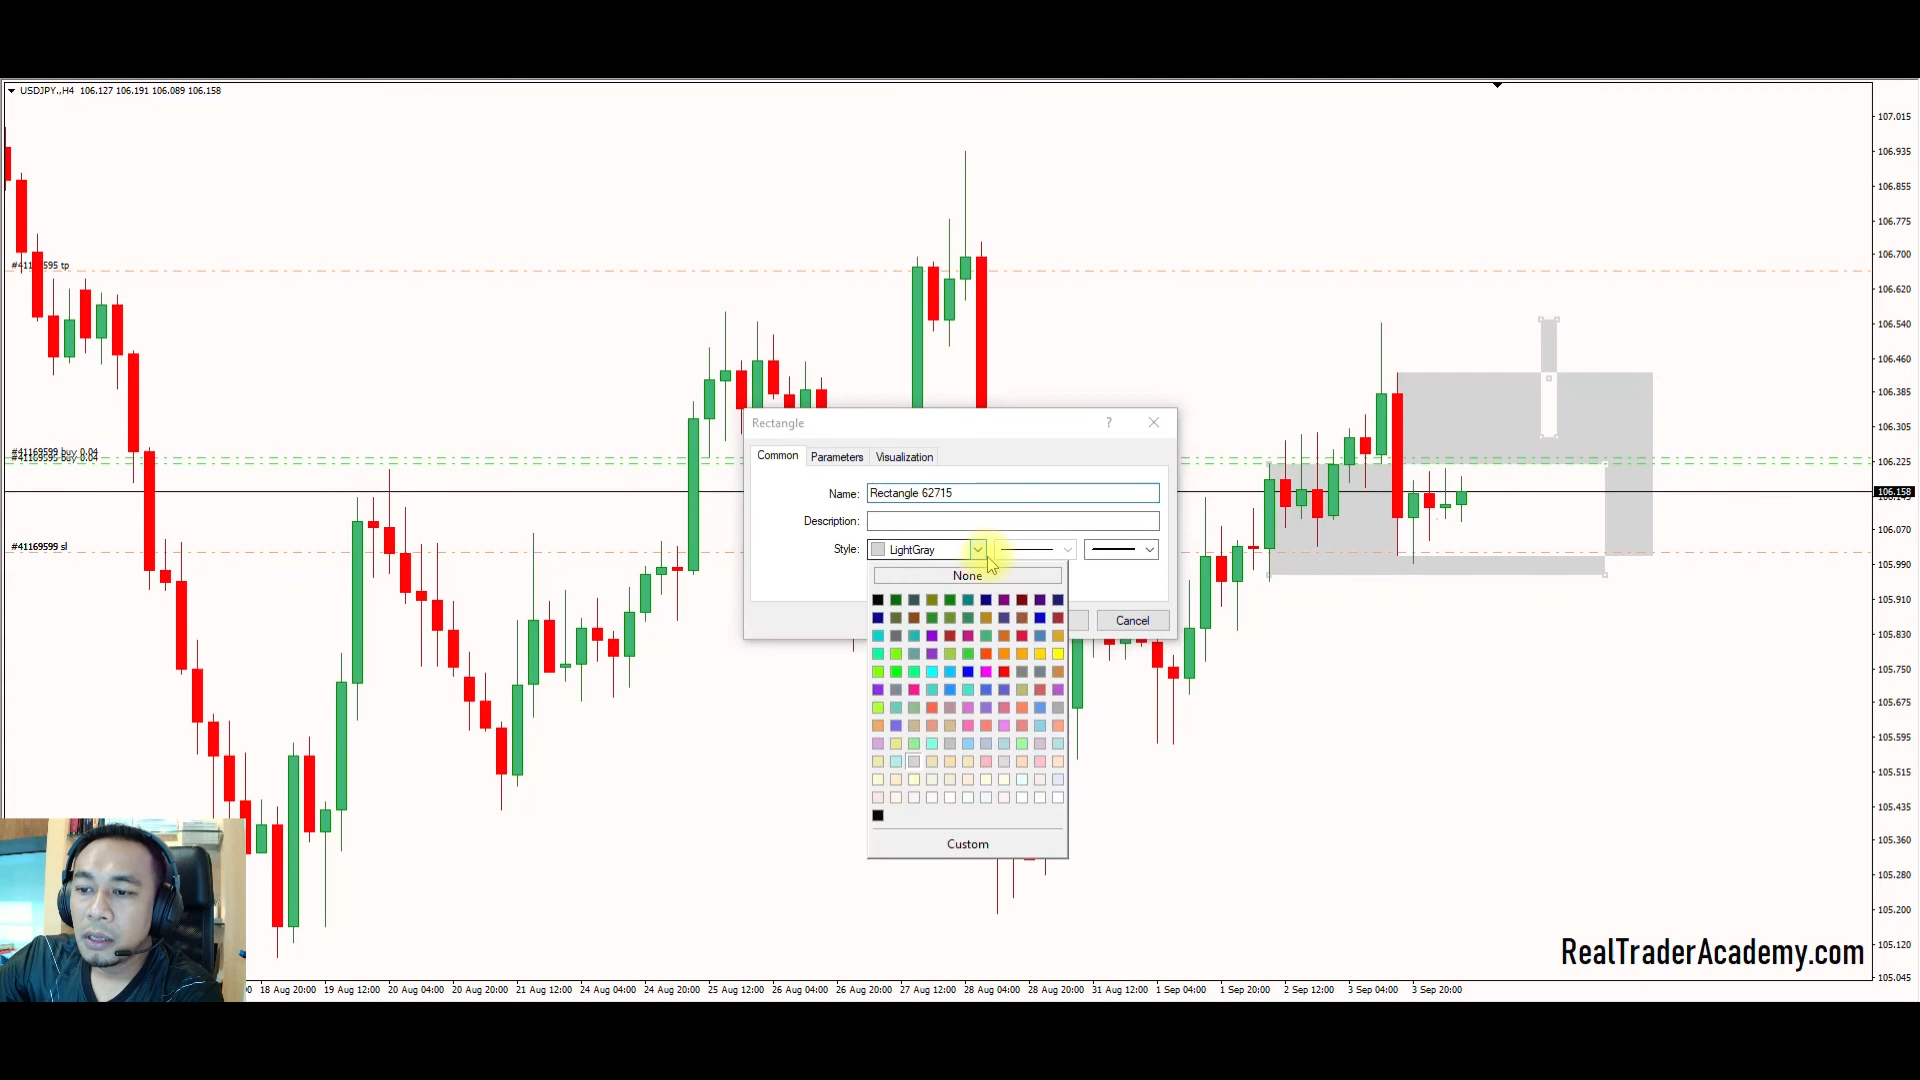 USDJPY.,H4 106.127 106.191 106.089 106.158
107.015
106.935
106.855
106.775
106.700
106.620
106.540
106.460
106.385
106.305
106.225
106.158
106.070
105.990
105.910
105.830
105.750
105.675
105.595
105.515
105.435
105.360
105.280
105.200
105.120
105.045
#41169599 buy 0.04
#41169599 sl
Rectangle
?
Common
Parameters
Visualization
Name:
Rectangle 62715
Description:
Style:
LightGray
None
Cancel
Custom
RealTraderAcademy.com
18 Aug 20:00
19 Aug 12:00
20 Aug 04:00
20 Aug 20:00
21 Aug 12:00
24 Aug 04:00
24 Aug 20:00
25 Aug 12:00
26 Aug 04:00
26 Aug 20:00
27 Aug 12:00
28 Aug 04:00
28 Aug 20:00
31 Aug 12:00
1 Sep 04:00
1 Sep 20:00
2 Sep 12:00
3 Sep 04:00
3 Sep 20:00